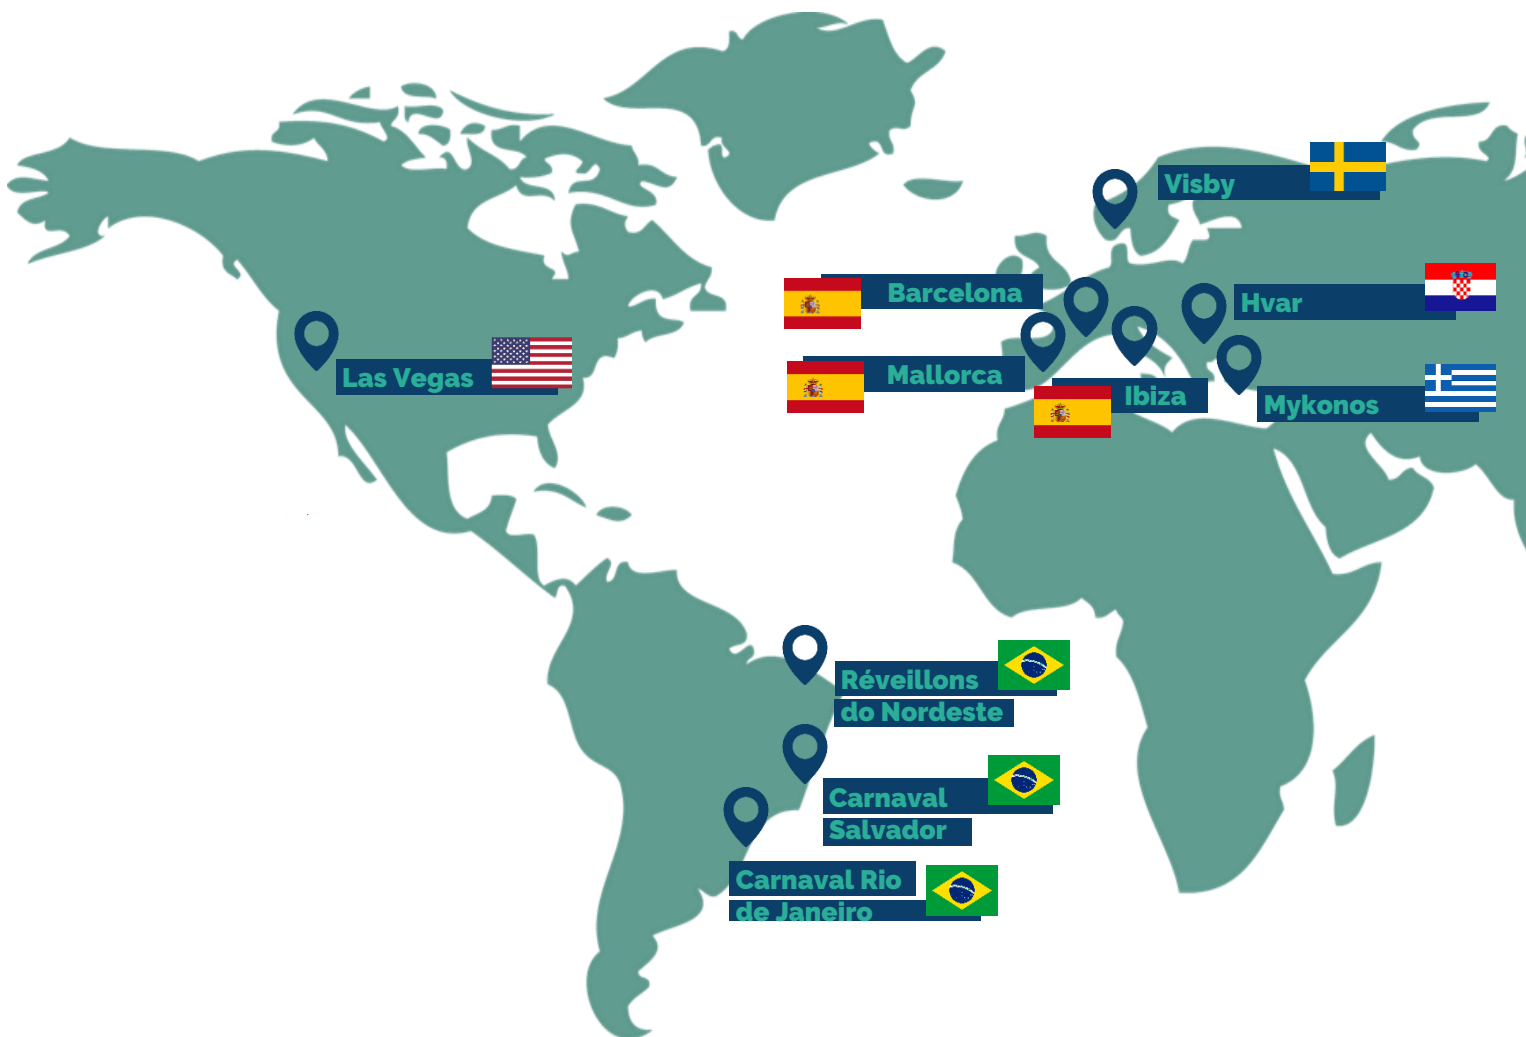 Visby
Barcelona
Hvar
Las Vegas
Mallorca
Ibiza
Mykonos
Réveillons
do Nordeste
Carnaval
Salvador
Carnaval Rio
de Janeiro